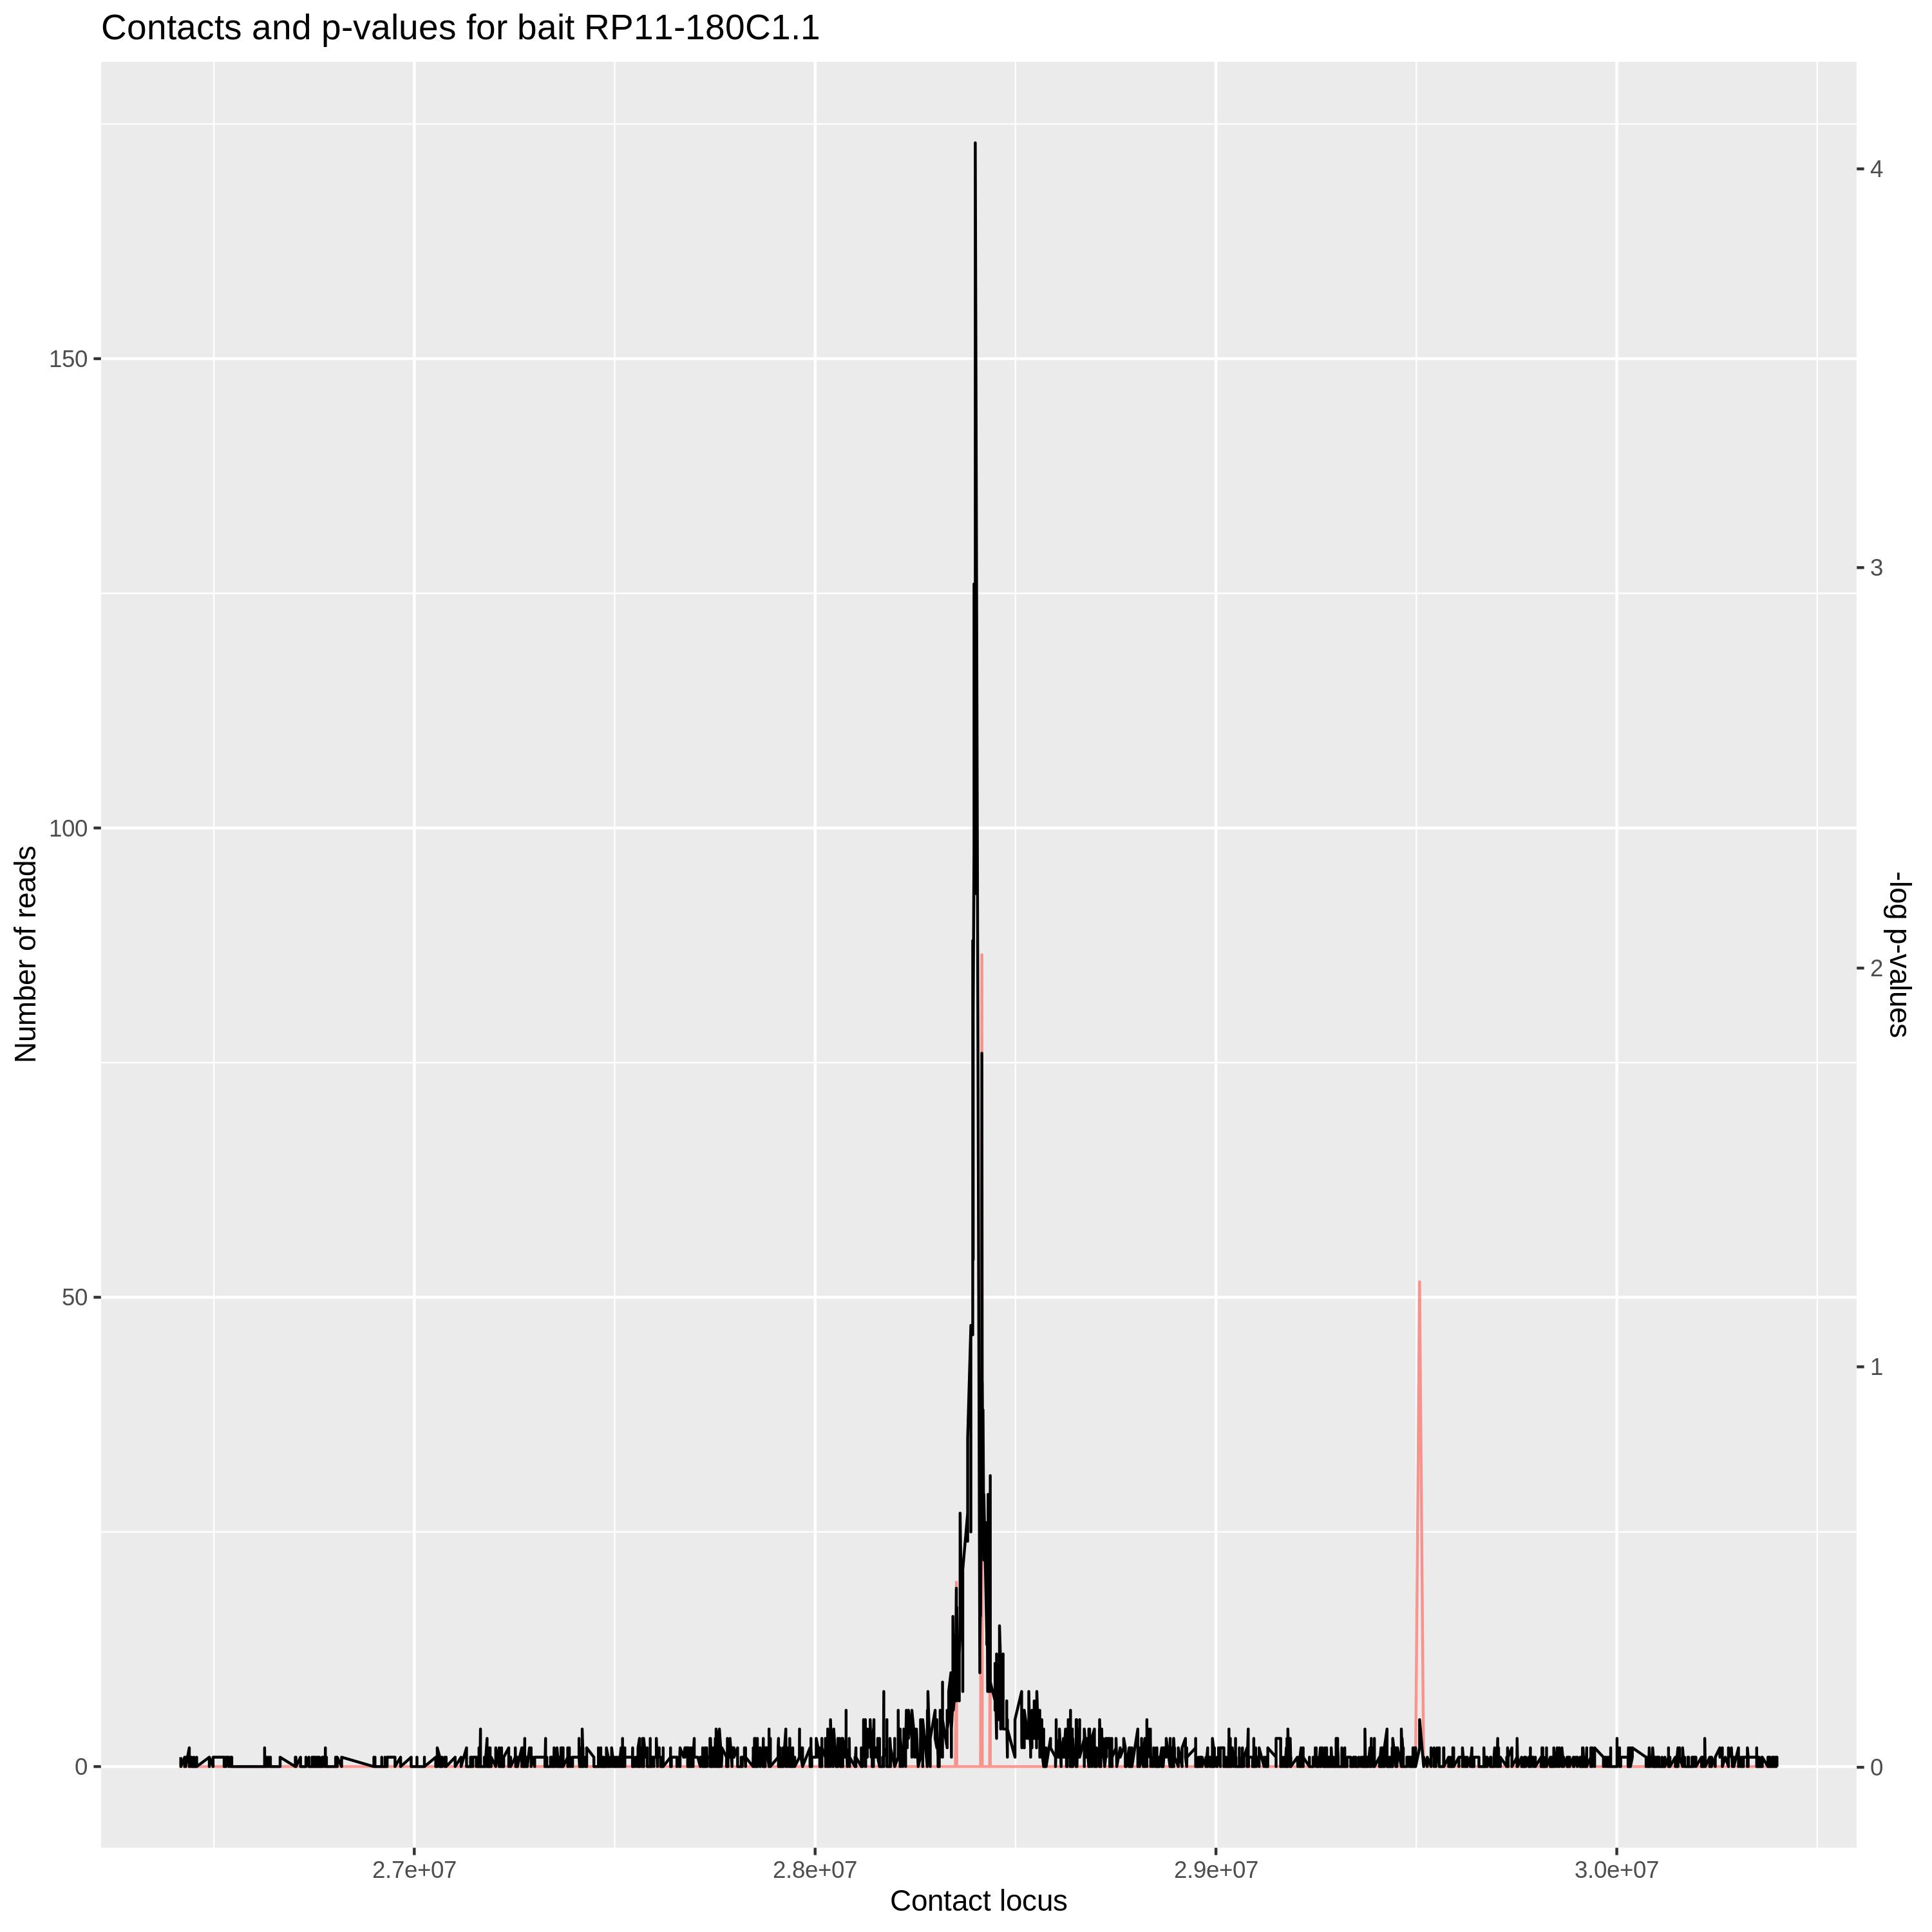 Contacts and p-values for bait RP11-180C1.1
150
100
50
0
Number of reads
4
3
2
1
0
-log p-values
2.7e+07
2.8e+07
2.9e+07
3.0e+07
Contact locus